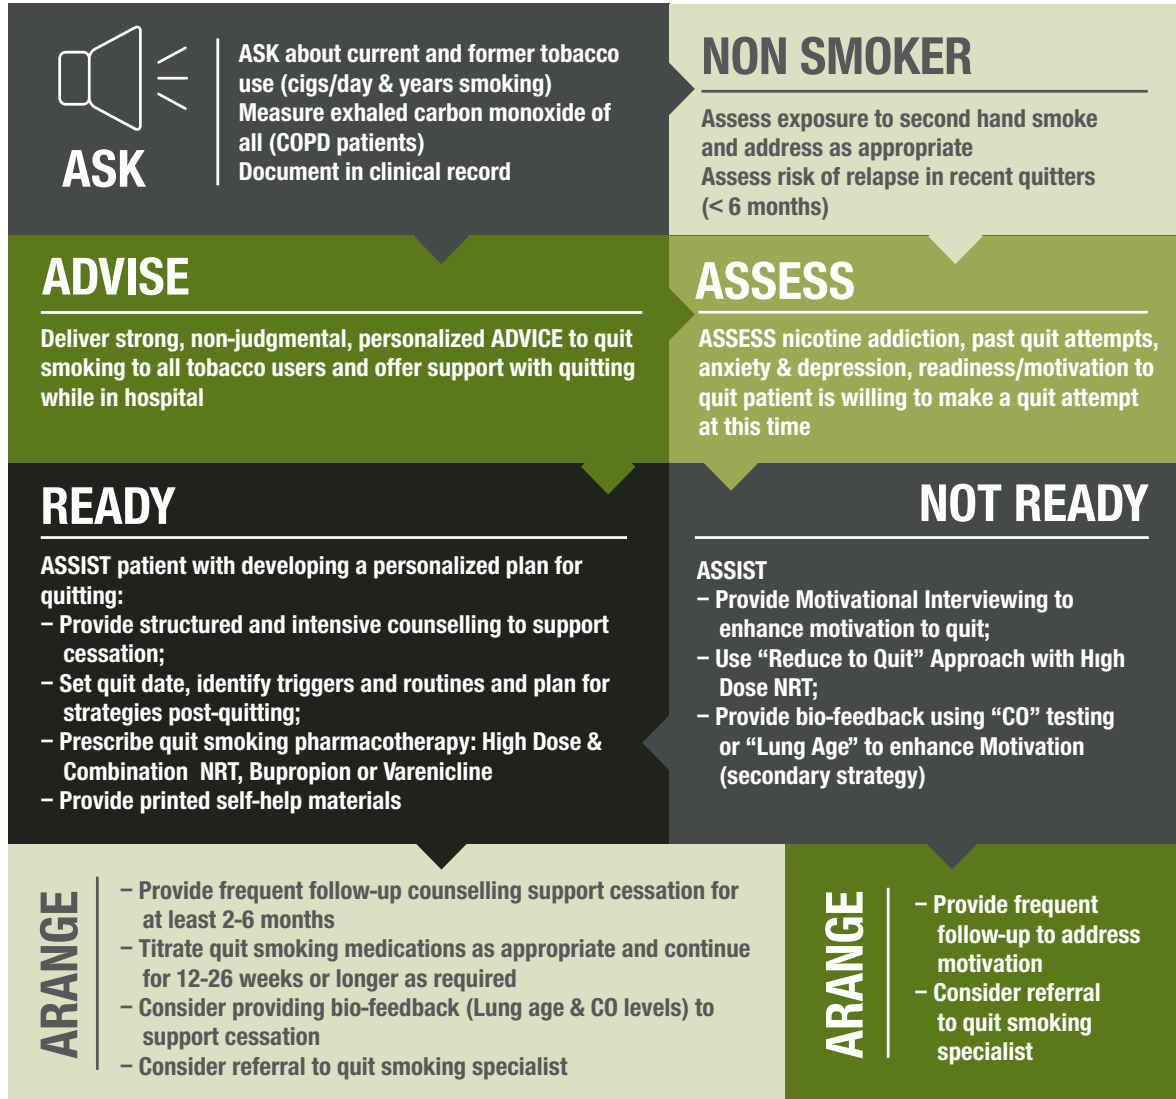 ASK
ASK about current and former tobacco
use (cigs/day & years smoking)
Measure exhaled carbon monoxide of
all (COPD patients)
Document in clinical record
NON SMOKER
Assess exposure to second hand smoke
and address as appropriate
Assess risk of relapse in recent quitters
(< 6 months)
ADVISE
Deliver strong, non-judgmental, personalized ADVICE to quit
smoking to all tobacco users and offer support with quitting
while in hospital
ASSESS
ASSESS nicotine addiction, past quit attempts,
anxiety & depression, readiness/motivation to
quit patient is willing to make a quit attempt
at this time
READY
ASSIST patient with developing a personalized plan for
quitting:
– Provide structured and intensive counselling to support
cessation;
– Set quit date, identify triggers and routines and plan for
strategies post-quitting;
– Prescribe quit smoking pharmacotherapy: High Dose &
Combination NRT, Bupropion or Varenicline
– Provide printed self-help materials
NOT READY
ASSIST
– Provide Motivational Interviewing to
enhance motivation to quit;
– Use “Reduce to Quit” Approach with Hıgh
Dose NRT;
– Provide bio-feedback using “CO” testing
or “Lung Age” to enhance Motivation
(secondary strategy)
ARANGE
– Provide frequent follow-up counselling support cessation for
at least 2-6 months
– Titrate quit smoking medications as appropriate and continue
for 12-26 weeks or longer as required
– Consider providing bio-feedback (Lung age & CO levels) to
support cessation
– Consider referral to quit smoking specialist
ARANGE
– Provide frequent
follow-up to address
motivation
– Consider referral
to quit smoking
specialist